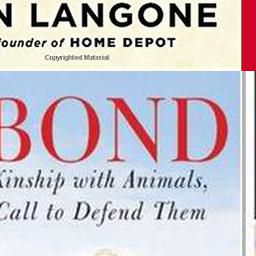 N LANGONE
founder of HOME DEPOT
Copyrighted Material
BOND
Kinship with Animals,
Call to Defend Them